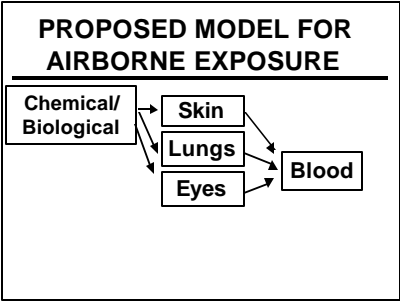 PROPOSED MODEL FOR
AIRBORNE EXPOSURE
Chemical/
Biological
Skin
Lungs
Eyes
Blood